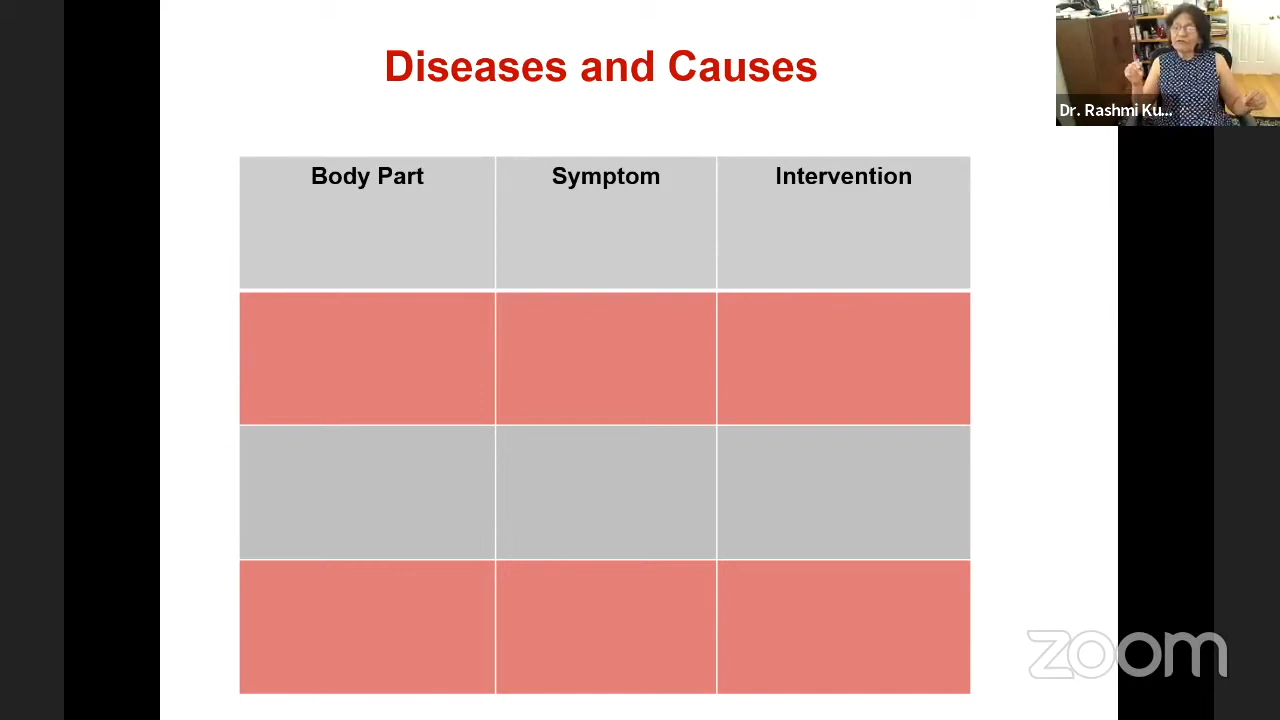 Diseases and Causes
Dr. Rashmi Ku...
Body Part Symptom Intervention
zoom